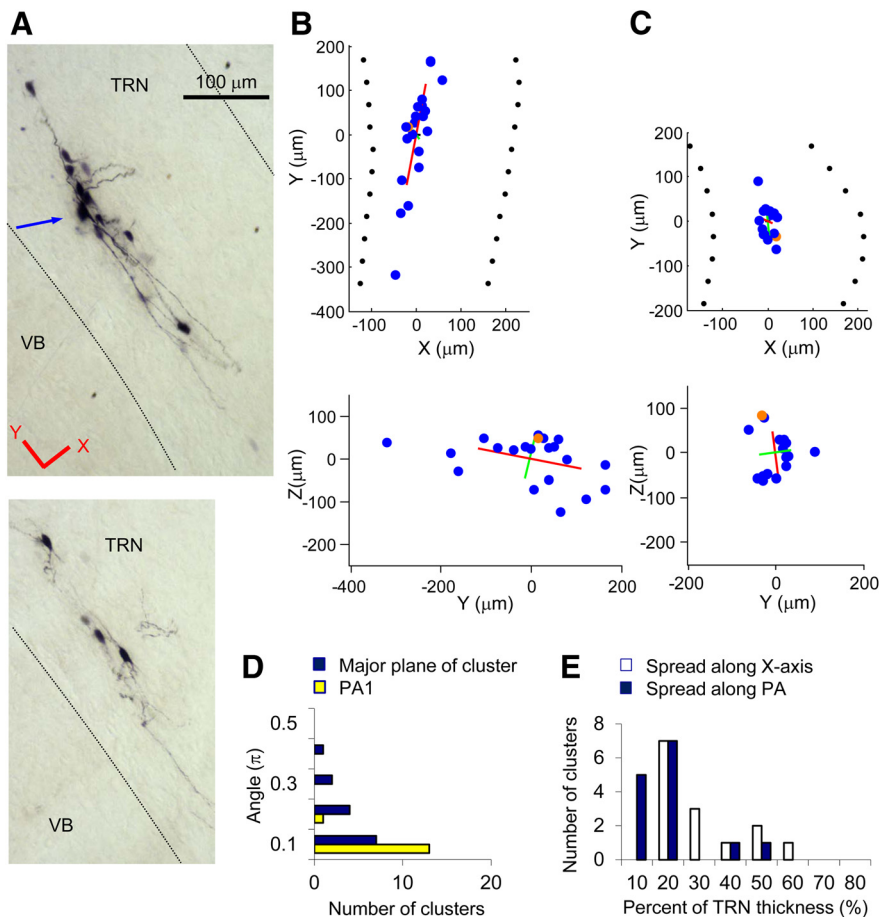 A
TRN
100 μm
VB
Y
X
TRN
VB
B
200
100
0
-100
-200
-300
-400
Y (μm)
-100 0 100 200
X (μm)
100
0
-100
-200
Z(μm)
-400 -200 0 200
Y (μm)
C
200
100
0
-100
-200
Y (μm)
-100 0 100 200
X (μm)
100
0
-100
-200
Z(μm)
-200 0 200
Y (μm)
D
Major plane of cluster
PA1
0.5
0.3
0.1
Angle (π)
0 10 20
Number of clusters
E
Spread along X-axis
Spread along PA
8
6
4
2
0
Number of clusters
10 20 30 40 50 60 70 80
Percent of TRN thickness (%)